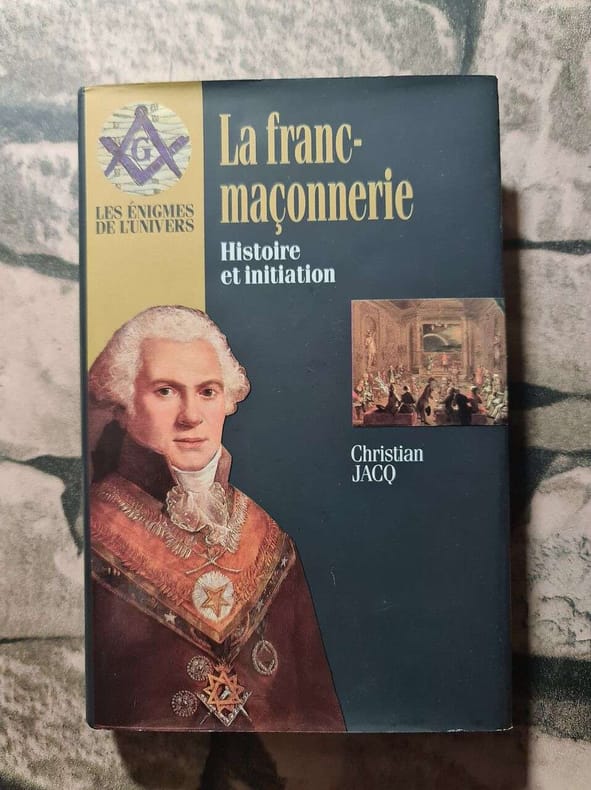 G
LES ÉNIGMES
DE L'UNIVERS
La franc-
maçonnerie
Histoire
et initiation
Christian
JACQ